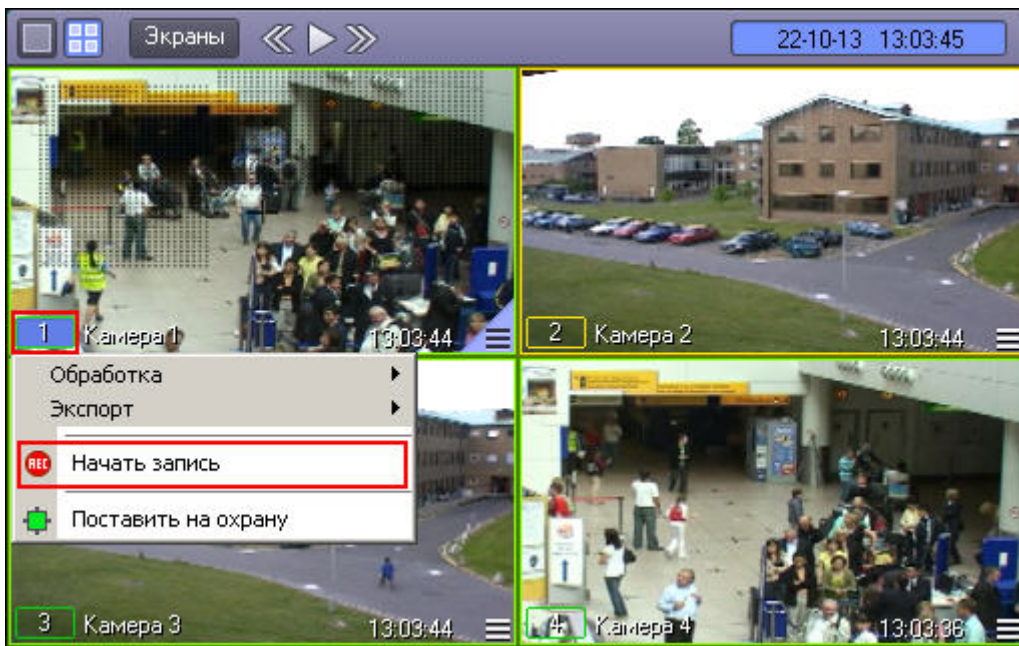 Экраны
22-10-13 13:03:45
1 Камера 1 13:03:44
2 Камера 2 13:03:44
Обработка
Экспорт
REC Начать запись
Поставить на охрану
3 Камера 3 13:03:44
4 Камера 4 13:03:36